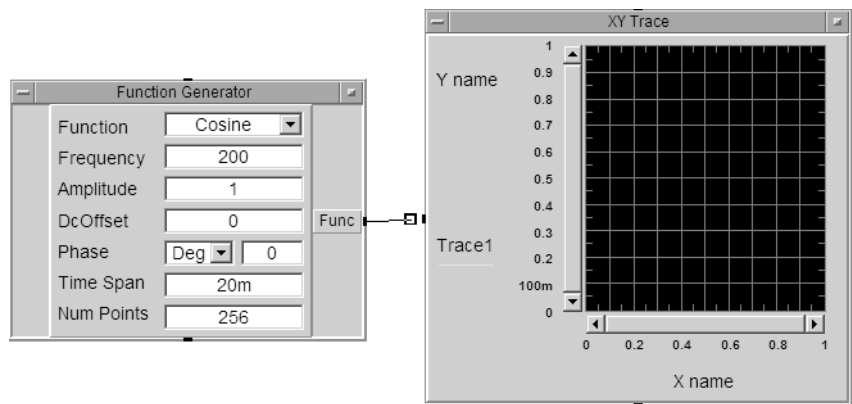 Function Generator
Function Cosine
Frequency 200
Amplitude 1
DcOffset 0
Phase Deg 0
Time Span 20m
Num Points 256
Func
XY Trace
Y name
Trace1
1
0.9
0.8
0.7
0.6
0.5
0.4
0.3
0.2
100m
0
0 0.2 0.4 0.6 0.8 1
X name